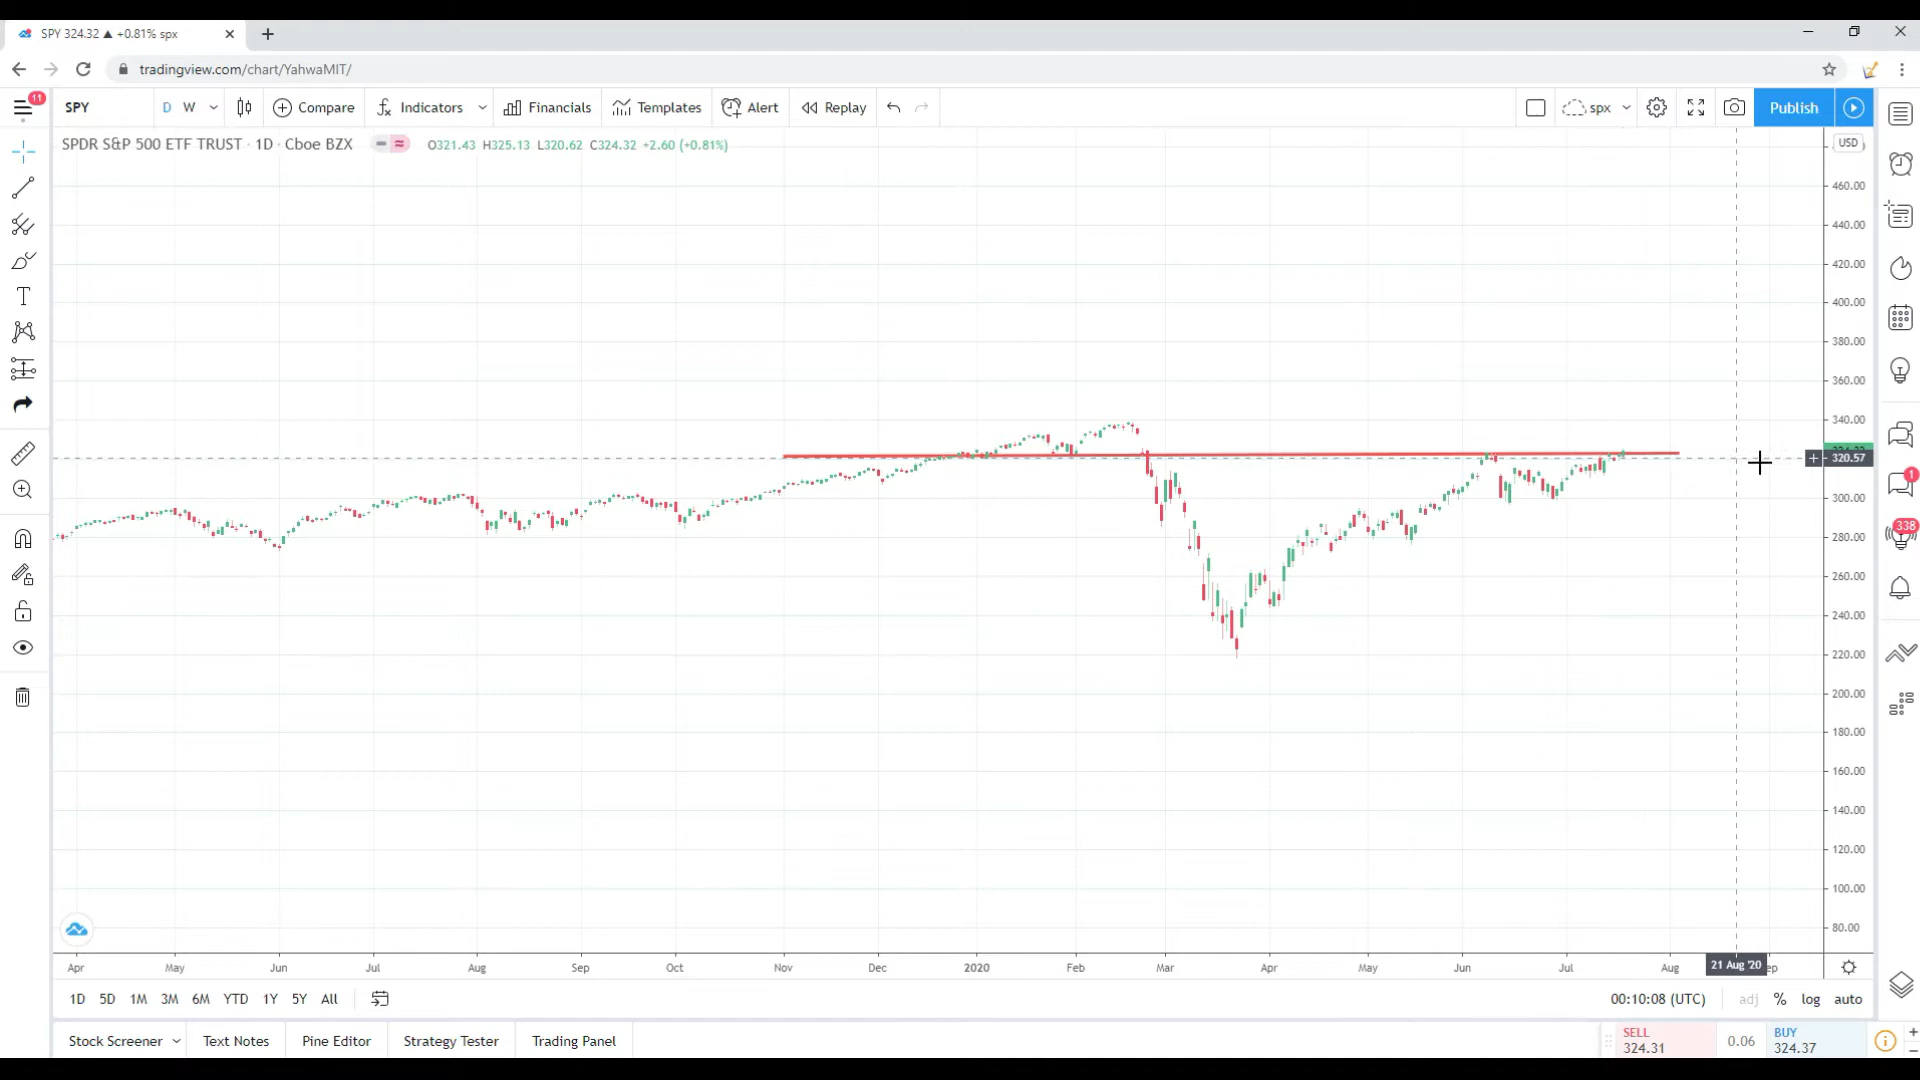 SPY 324.32 ▲ +0.81% spx
tradingview.com/chart/YahwaMIT/
11
SPY
D W
Compare
Indicators
Financials
Templates
Alert
Replay
spx
Publish
SPDR S&P 500 ETF TRUST · 1D · Cboe BZX
O321.43 H325.13 L320.62 C324.32 +2.60 (+0.81%)
USD
460.00
440.00
420.00
400.00
380.00
360.00
340.00
320.57
300.00
280.00
260.00
240.00
220.00
200.00
180.00
160.00
140.00
120.00
100.00
80.00
1
338
Apr May Jun Jul Aug Sep Oct Nov Dec 2020 Feb Mar Apr May Jun Jul Aug 21 Aug '20
1D 5D 1M 3M 6M YTD 1Y 5Y All
00:10:08 (UTC) adj % log auto
Stock Screener Text Notes Pine Editor Strategy Tester Trading Panel
SELL
324.31
0.06
BUY
324.37